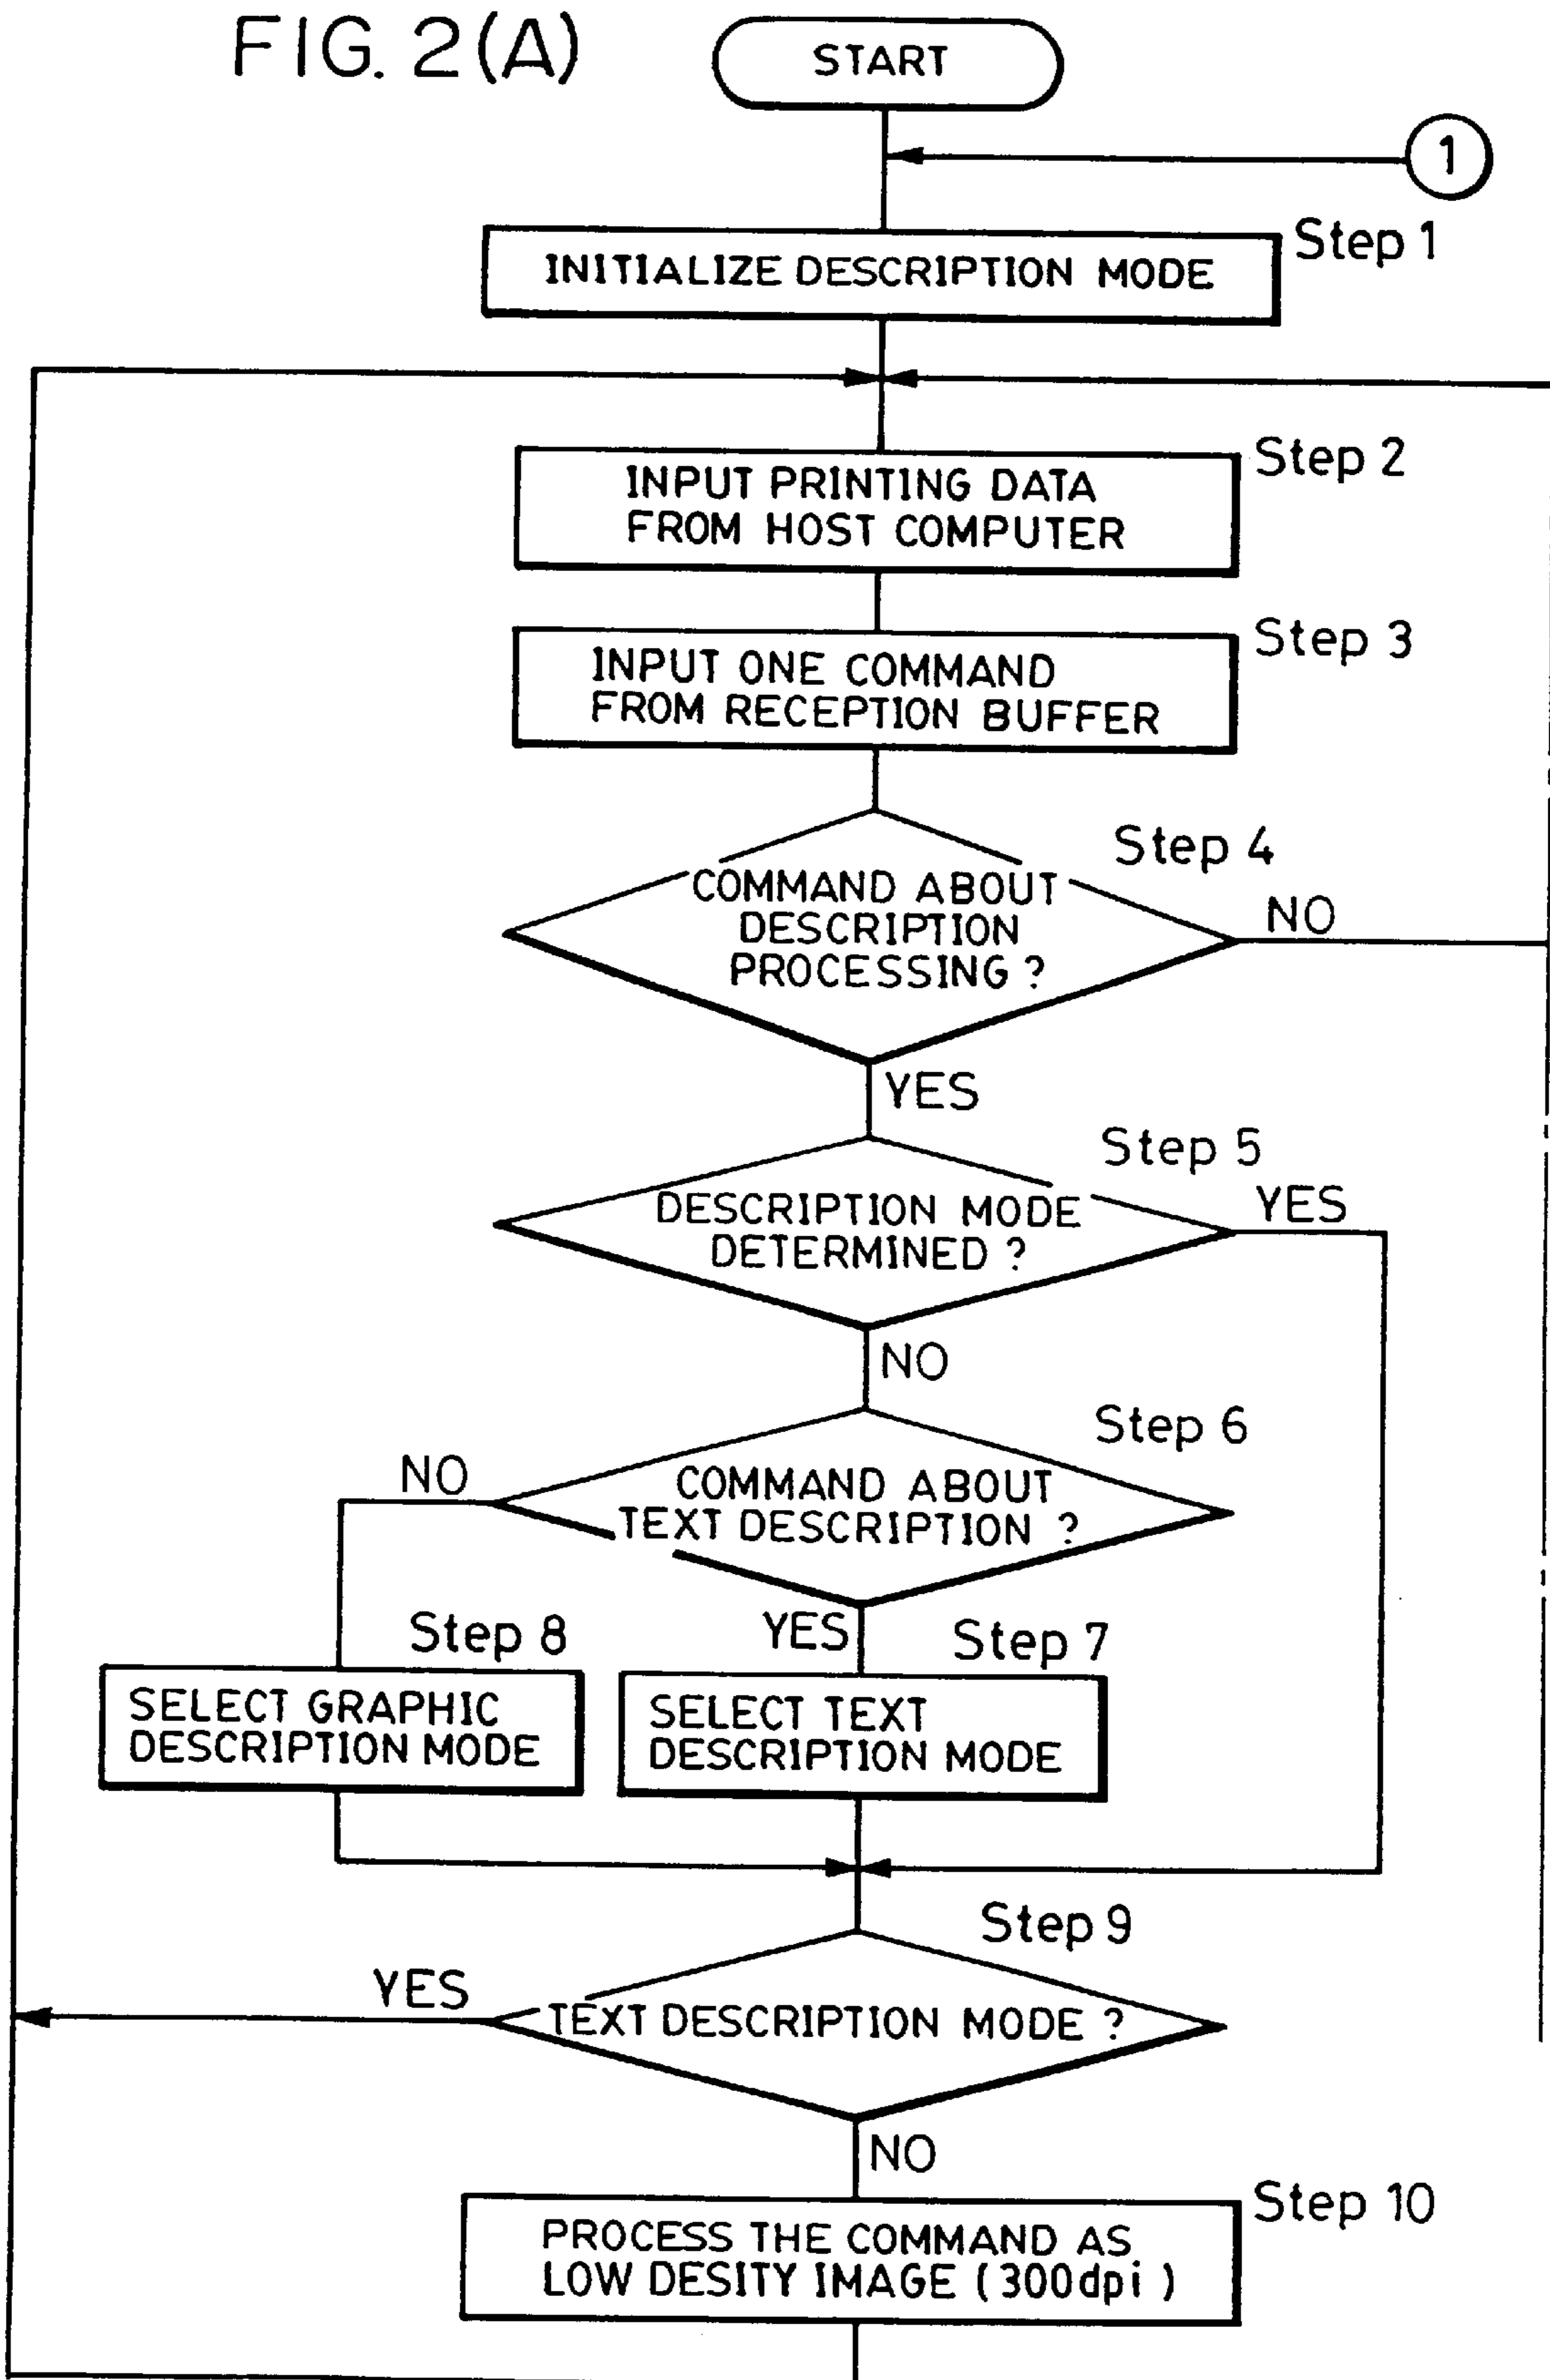 FIG. 2(A)
START
1
Step 1
INITIALIZE DESCRIPTION MODE
Step 2
INPUT PRINTING DATA
FROM HOST COMPUTER
Step 3
INPUT ONE COMMAND
FROM RECEPTION BUFFER
Step 4
COMMAND ABOUT
DESCRIPTION
PROCESSING ?
NO
YES
Step 5
DESCRIPTION MODE
DETERMINED ?
YES
NO
Step 6
COMMAND ABOUT
TEXT DESCRIPTION ?
NO
YES
Step 8
SELECT GRAPHIC
DESCRIPTION MODE
Step 7
SELECT TEXT
DESCRIPTION MODE
Step 9
TEXT DESCRIPTION MODE ?
YES
NO
Step 10
PROCESS THE COMMAND AS
LOW DESITY IMAGE (300dpi)